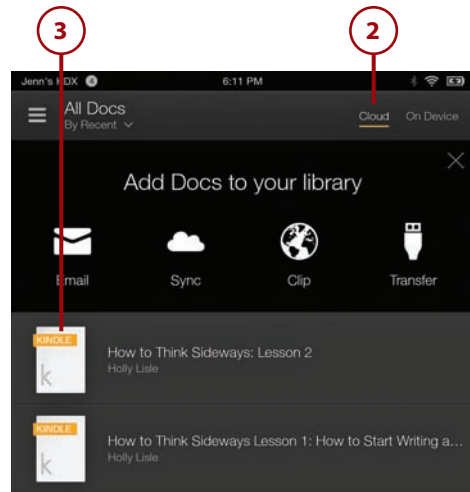 3
2
Jenn's KDX 4 6:11 PM
All Docs
By Recent
Cloud On Device
Add Docs to your library
Email Sync Clip Transfer
KINDLE
k
How to Think Sideways: Lesson 2
Holly Lisle
KINDLE
k
How to Think Sideways Lesson 1: How to Start Writing a...
Holly Lisle